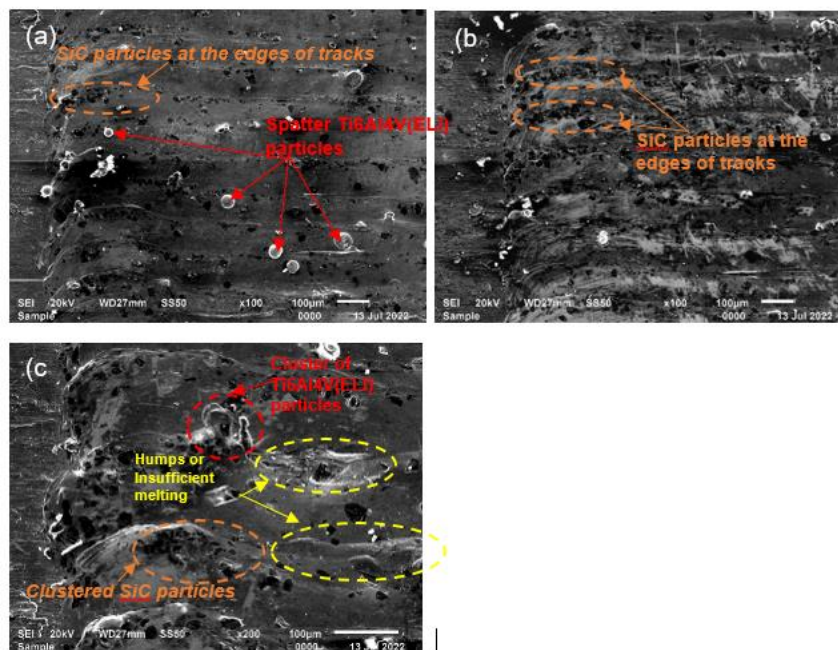 (a)
SiC particles at the edges of tracks
Spatter Ti6Al4V(ELI)
particles
SEI 20kV WD27mm SS50 x100 100μm
Sample 0000 13 Jul 2022
(b)
SiC particles at the
edges of tracks
SEI 20kV WD27mm SS50 x100 100μm
Sample 0000 13 Jul 2022
(c)
Cluster of
Ti6Al4V(ELI)
particles
Humps or
Insufficient
melting
Clustered SiC particles
SEI 20kV WD27mm SS50 x200 100μm
Sample 0000 13 Jul 2022